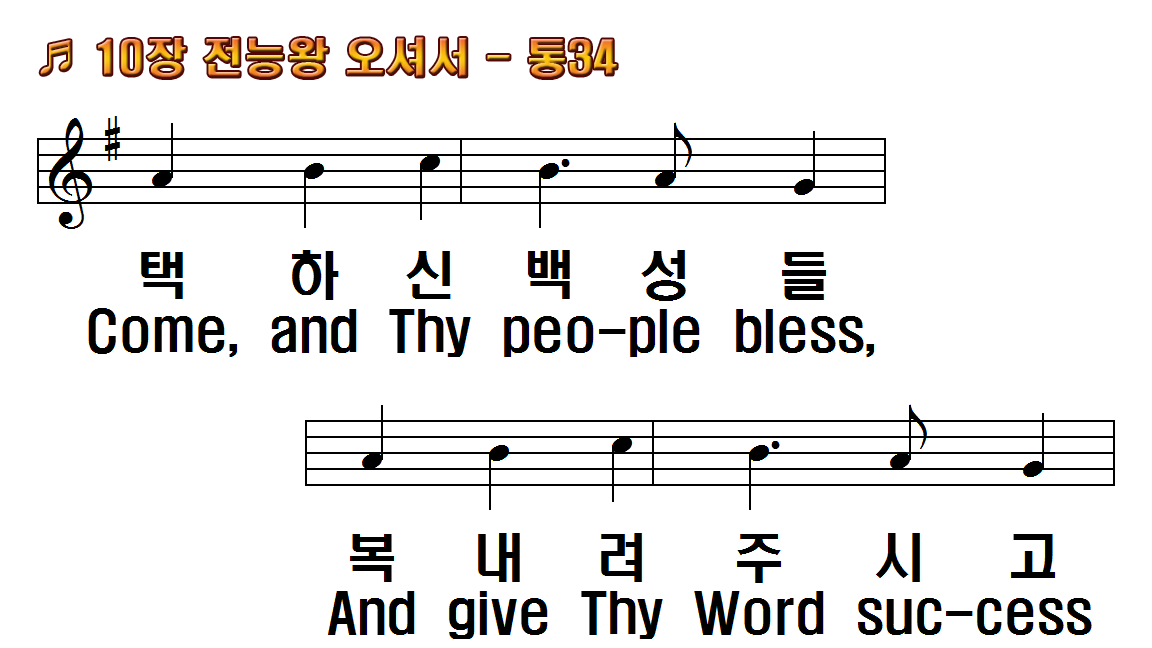 ♬ 10장 전능왕 오셔서 - 통34
택 하 신 백 성 들
Come, and Thy peo-ple bless,
복 내 려 주 시 고
And give Thy Word suc-cess